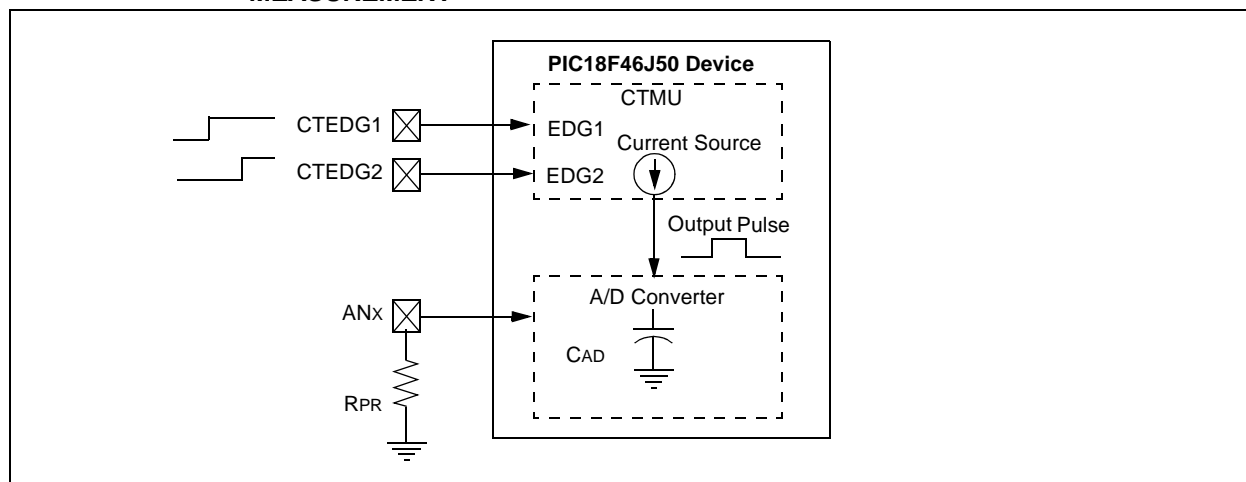 MEASUREMENT
PIC18F46J50 Device
CTMU
CTEDG1
EDG1
Current Source
CTEDG2
EDG2
Output Pulse
A/D Converter
ANX
CAD
RPR